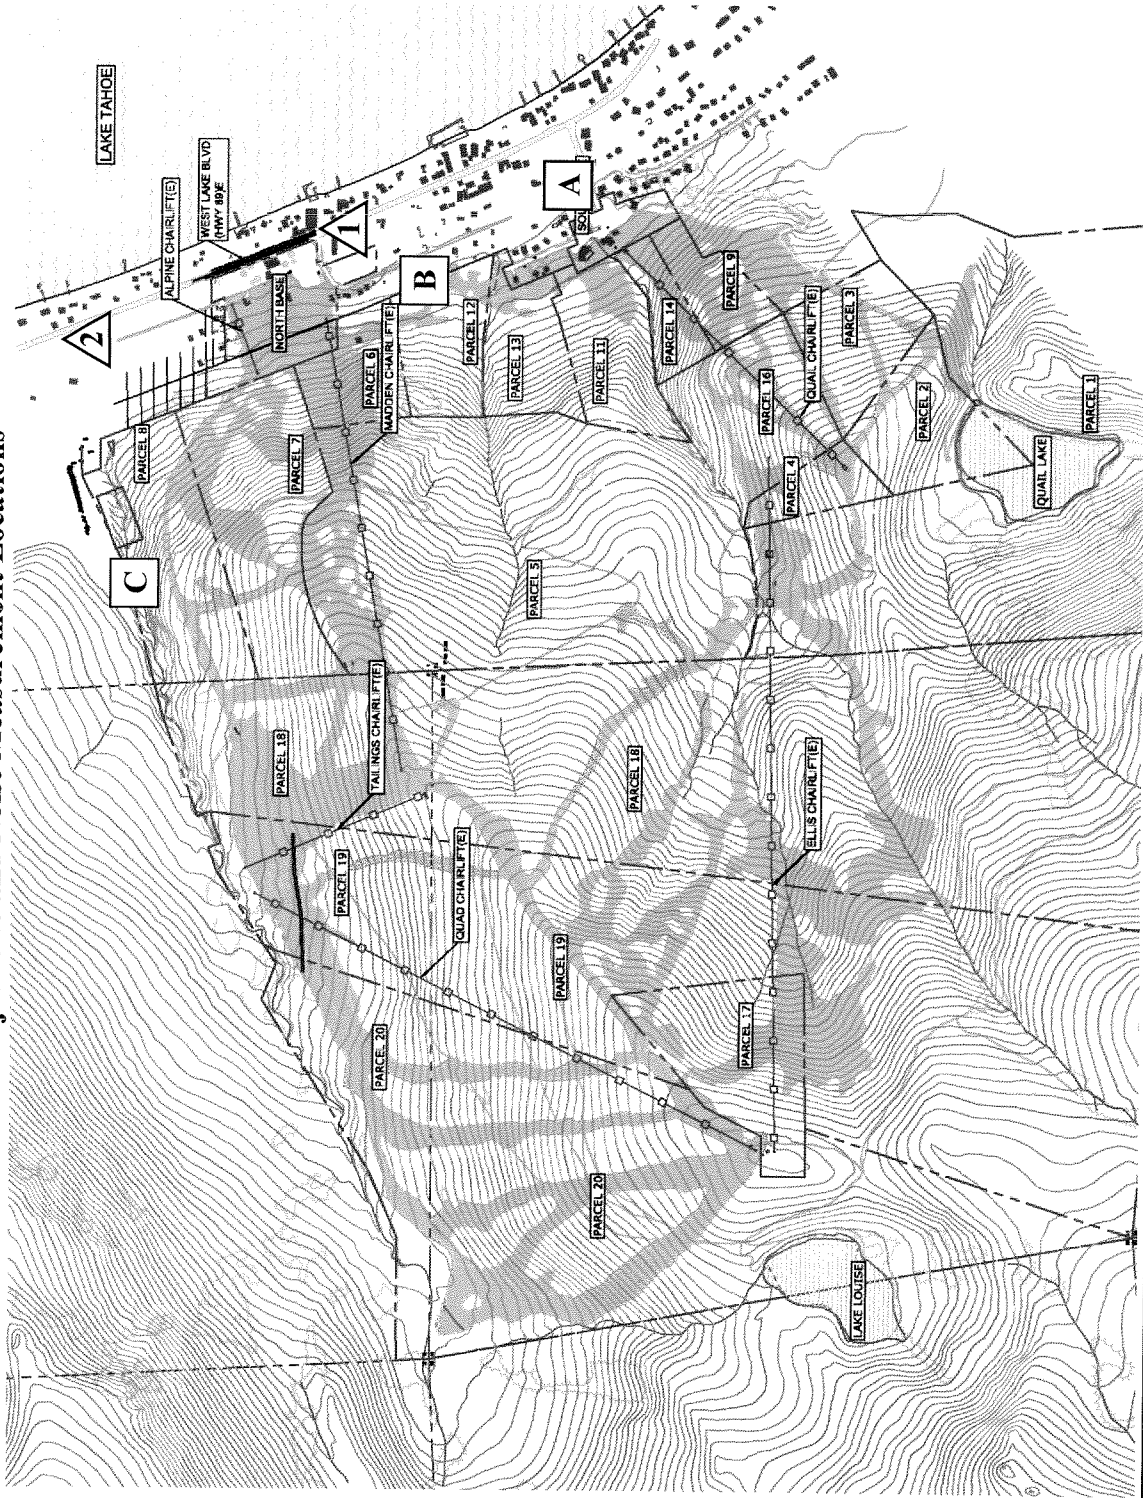 Measurement Locations
LAKE TAHOE
ALPINE CHAIRLIFT(E)
WEST LAKE BLVD
(HWY 89)E
2
1
NORTH BASE
A
B
C
PARCEL 8
PARCEL 7
PARCEL 6
MADDEN CHAIRLIFT(E)
PARCEL 12
PARCEL 13
PARCEL 11
PARCEL 14
PARCEL 9
PARCEL 16
QUAIL CHAIRLIFT(E)
PARCEL 3
PARCEL 2
PARCEL 1
QUAIL LAKE
PARCEL 4
PARCEL 5
PARCEL 18
TAILINGS CHAIRLIFT(E)
PARCEL 18
ELLIS CHAIRLIFT(E)
PARCEL 19
QUAD CHAIRLIFT(E)
PARCEL 19
PARCEL 17
PARCEL 20
PARCEL 20
LAKE LOUISE